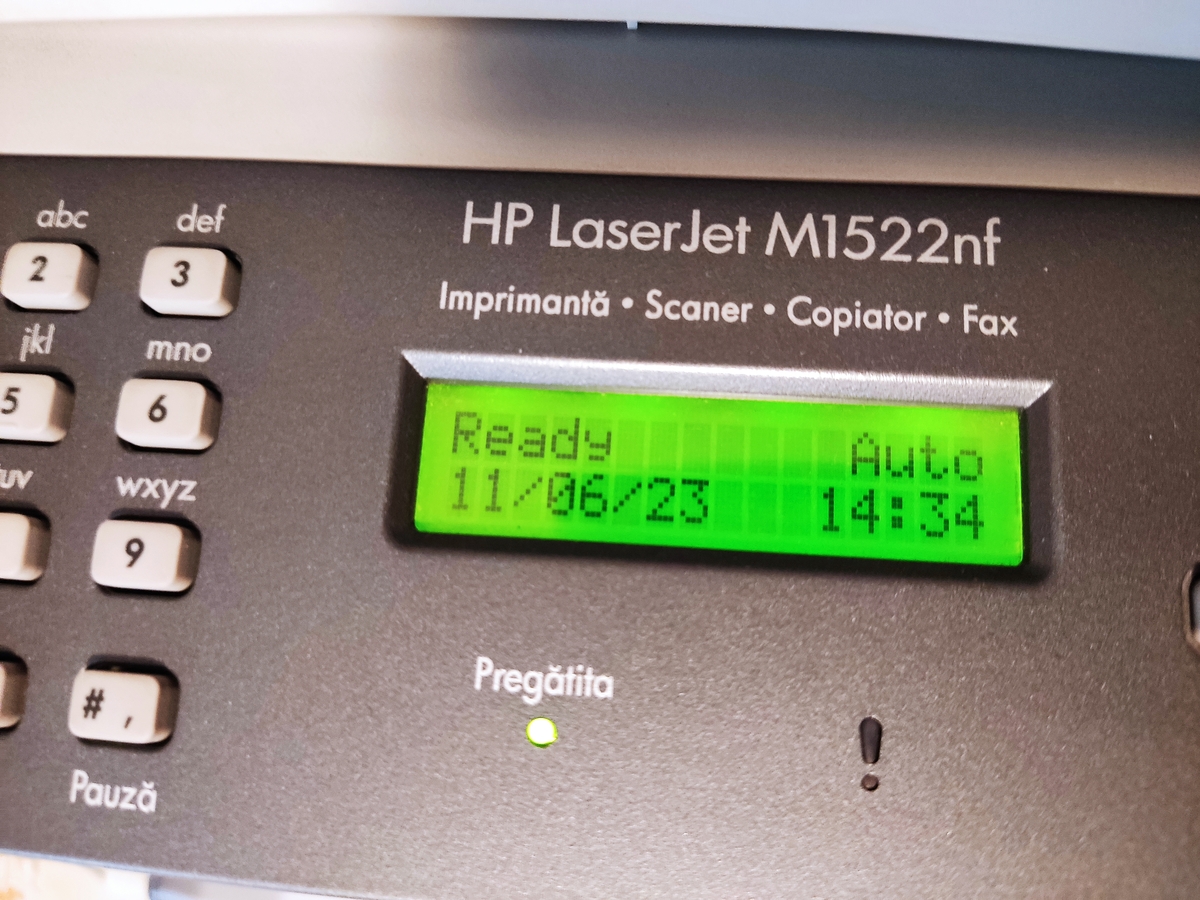 HP LaserJet M1522nf
Imprimantă • Scaner • Copiator • Fax
abc def
2 3
jkl mno
5 6
wxyz
9
# ,
Pauză
Ready Auto
11/06/23 14:34
Pregătita
!